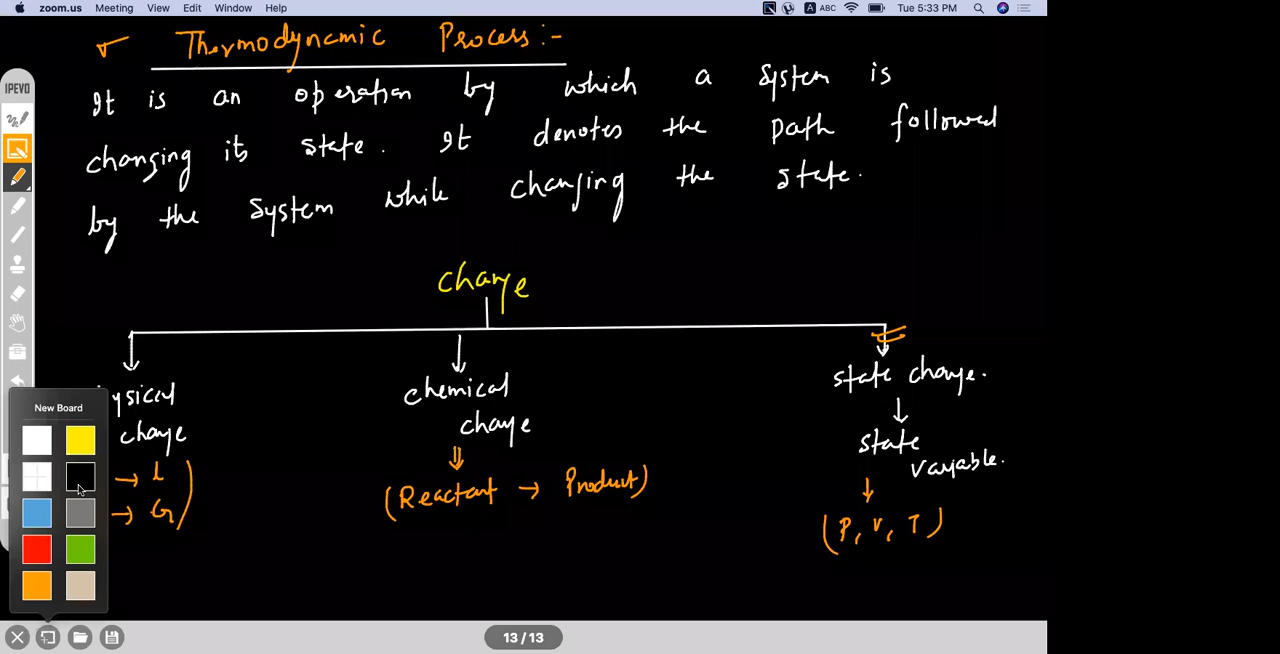 zoom.us Meeting View Edit Window Help A ABC Tue 5:33 PM
Thermodynamic Process:-
IPEVO
It is an operation by which a system is
changing its state. It denotes the path followed
by the system while changing the state.
change
state change.
chemical
change
ysical
change
state
variable.
New Board
→ L
→ G
(Reactant → Product)
(P, V, T)
13 / 13